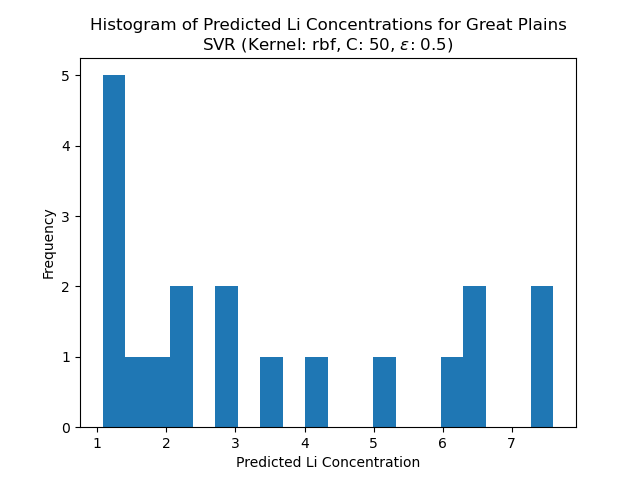 Histogram of Predicted Li Concentrations for Great Plains
SVR (Kernel: rbf, C: 50, ε: 0.5)
5
4
3
2
1
0
Frequency
1 2 3 4 5 6 7
Predicted Li Concentration